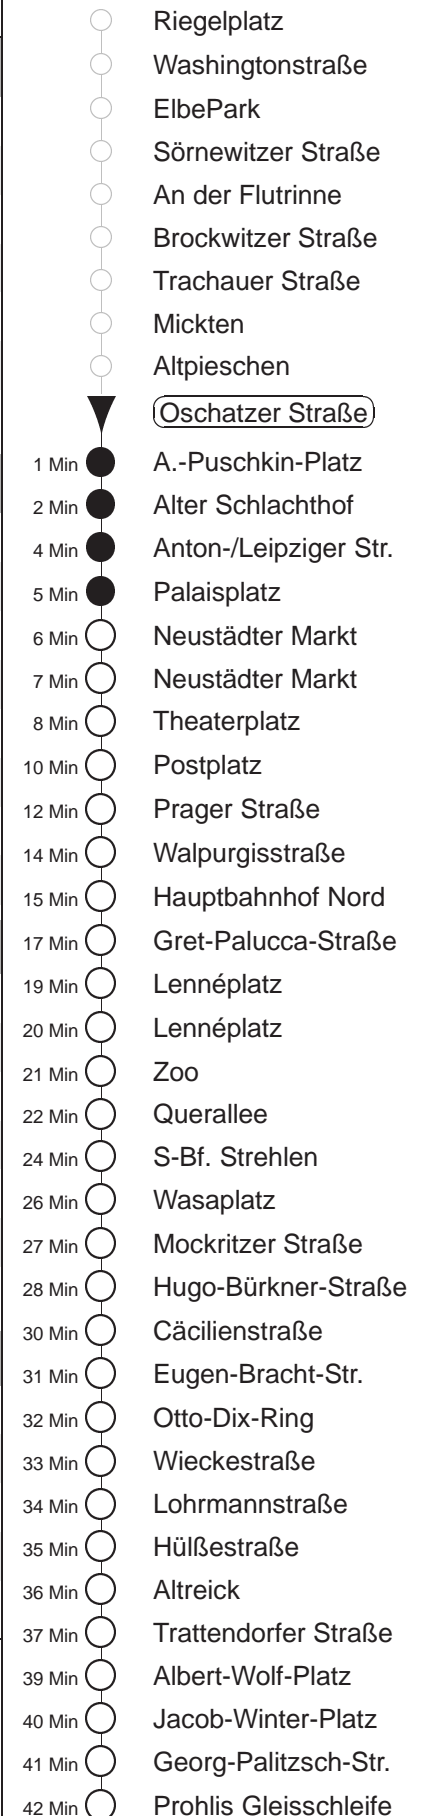 Riegelplatz
Washingtonstraße
ElbePark
Sörnewitzer Straße
An der Flutrinne
Brockwitzer Straße
Trachauer Straße
Mickten
Altpieschen
Oschatzer Straße
1 Min A.-Puschkin-Platz
2 Min Alter Schlachthof
4 Min Anton-/Leipziger Str.
5 Min Palaisplatz
6 Min Neustädter Markt
7 Min Neustädter Markt
8 Min Theaterplatz
10 Min Postplatz
12 Min Prager Straße
14 Min Walpurgisstraße
15 Min Hauptbahnhof Nord
17 Min Gret-Palucca-Straße
19 Min Lennéplatz
20 Min Lennéplatz
21 Min Zoo
22 Min Querallee
24 Min S-Bf. Strehlen
26 Min Wasaplatz
27 Min Mockritzer Straße
28 Min Hugo-Bürkner-Straße
30 Min Cäcilienstraße
31 Min Eugen-Bracht-Str.
32 Min Otto-Dix-Ring
33 Min Wieckestraße
34 Min Lohrmannstraße
35 Min Hülßestraße
36 Min Altreick
37 Min Trattendorfer Straße
39 Min Albert-Wolf-Platz
40 Min Jacob-Winter-Platz
41 Min Georg-Palitzsch-Str.
42 Min Prohlis Gleisschleife